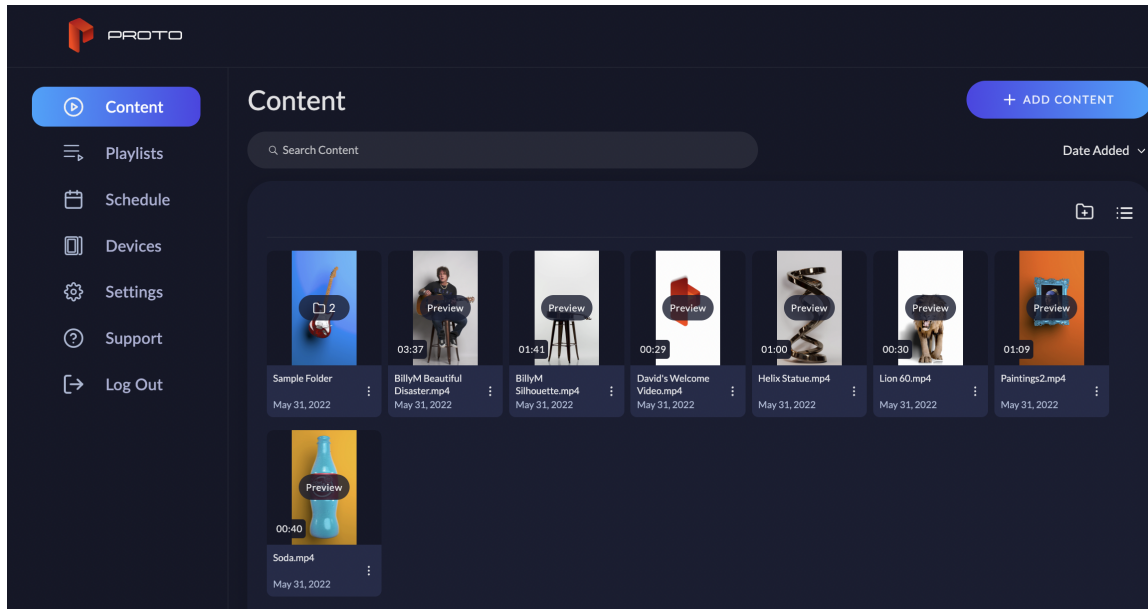 PROTO
Content
Playlists
Schedule
Devices
Settings
Support
Log Out
Content
+ ADD CONTENT
Search Content
Date Added
2
Sample Folder
May 31, 2022
Preview
03:37
BillyM Beautiful
Disaster.mp4
May 31, 2022
Preview
01:41
BillyM
Silhouette.mp4
May 31, 2022
Preview
00:29
David's Welcome
Video.mp4
May 31, 2022
Preview
01:00
Helix Statue.mp4
May 31, 2022
Preview
00:30
Lion 60.mp4
May 31, 2022
Preview
01:09
Paintings2.mp4
May 31, 2022
Preview
00:40
Soda.mp4
May 31, 2022